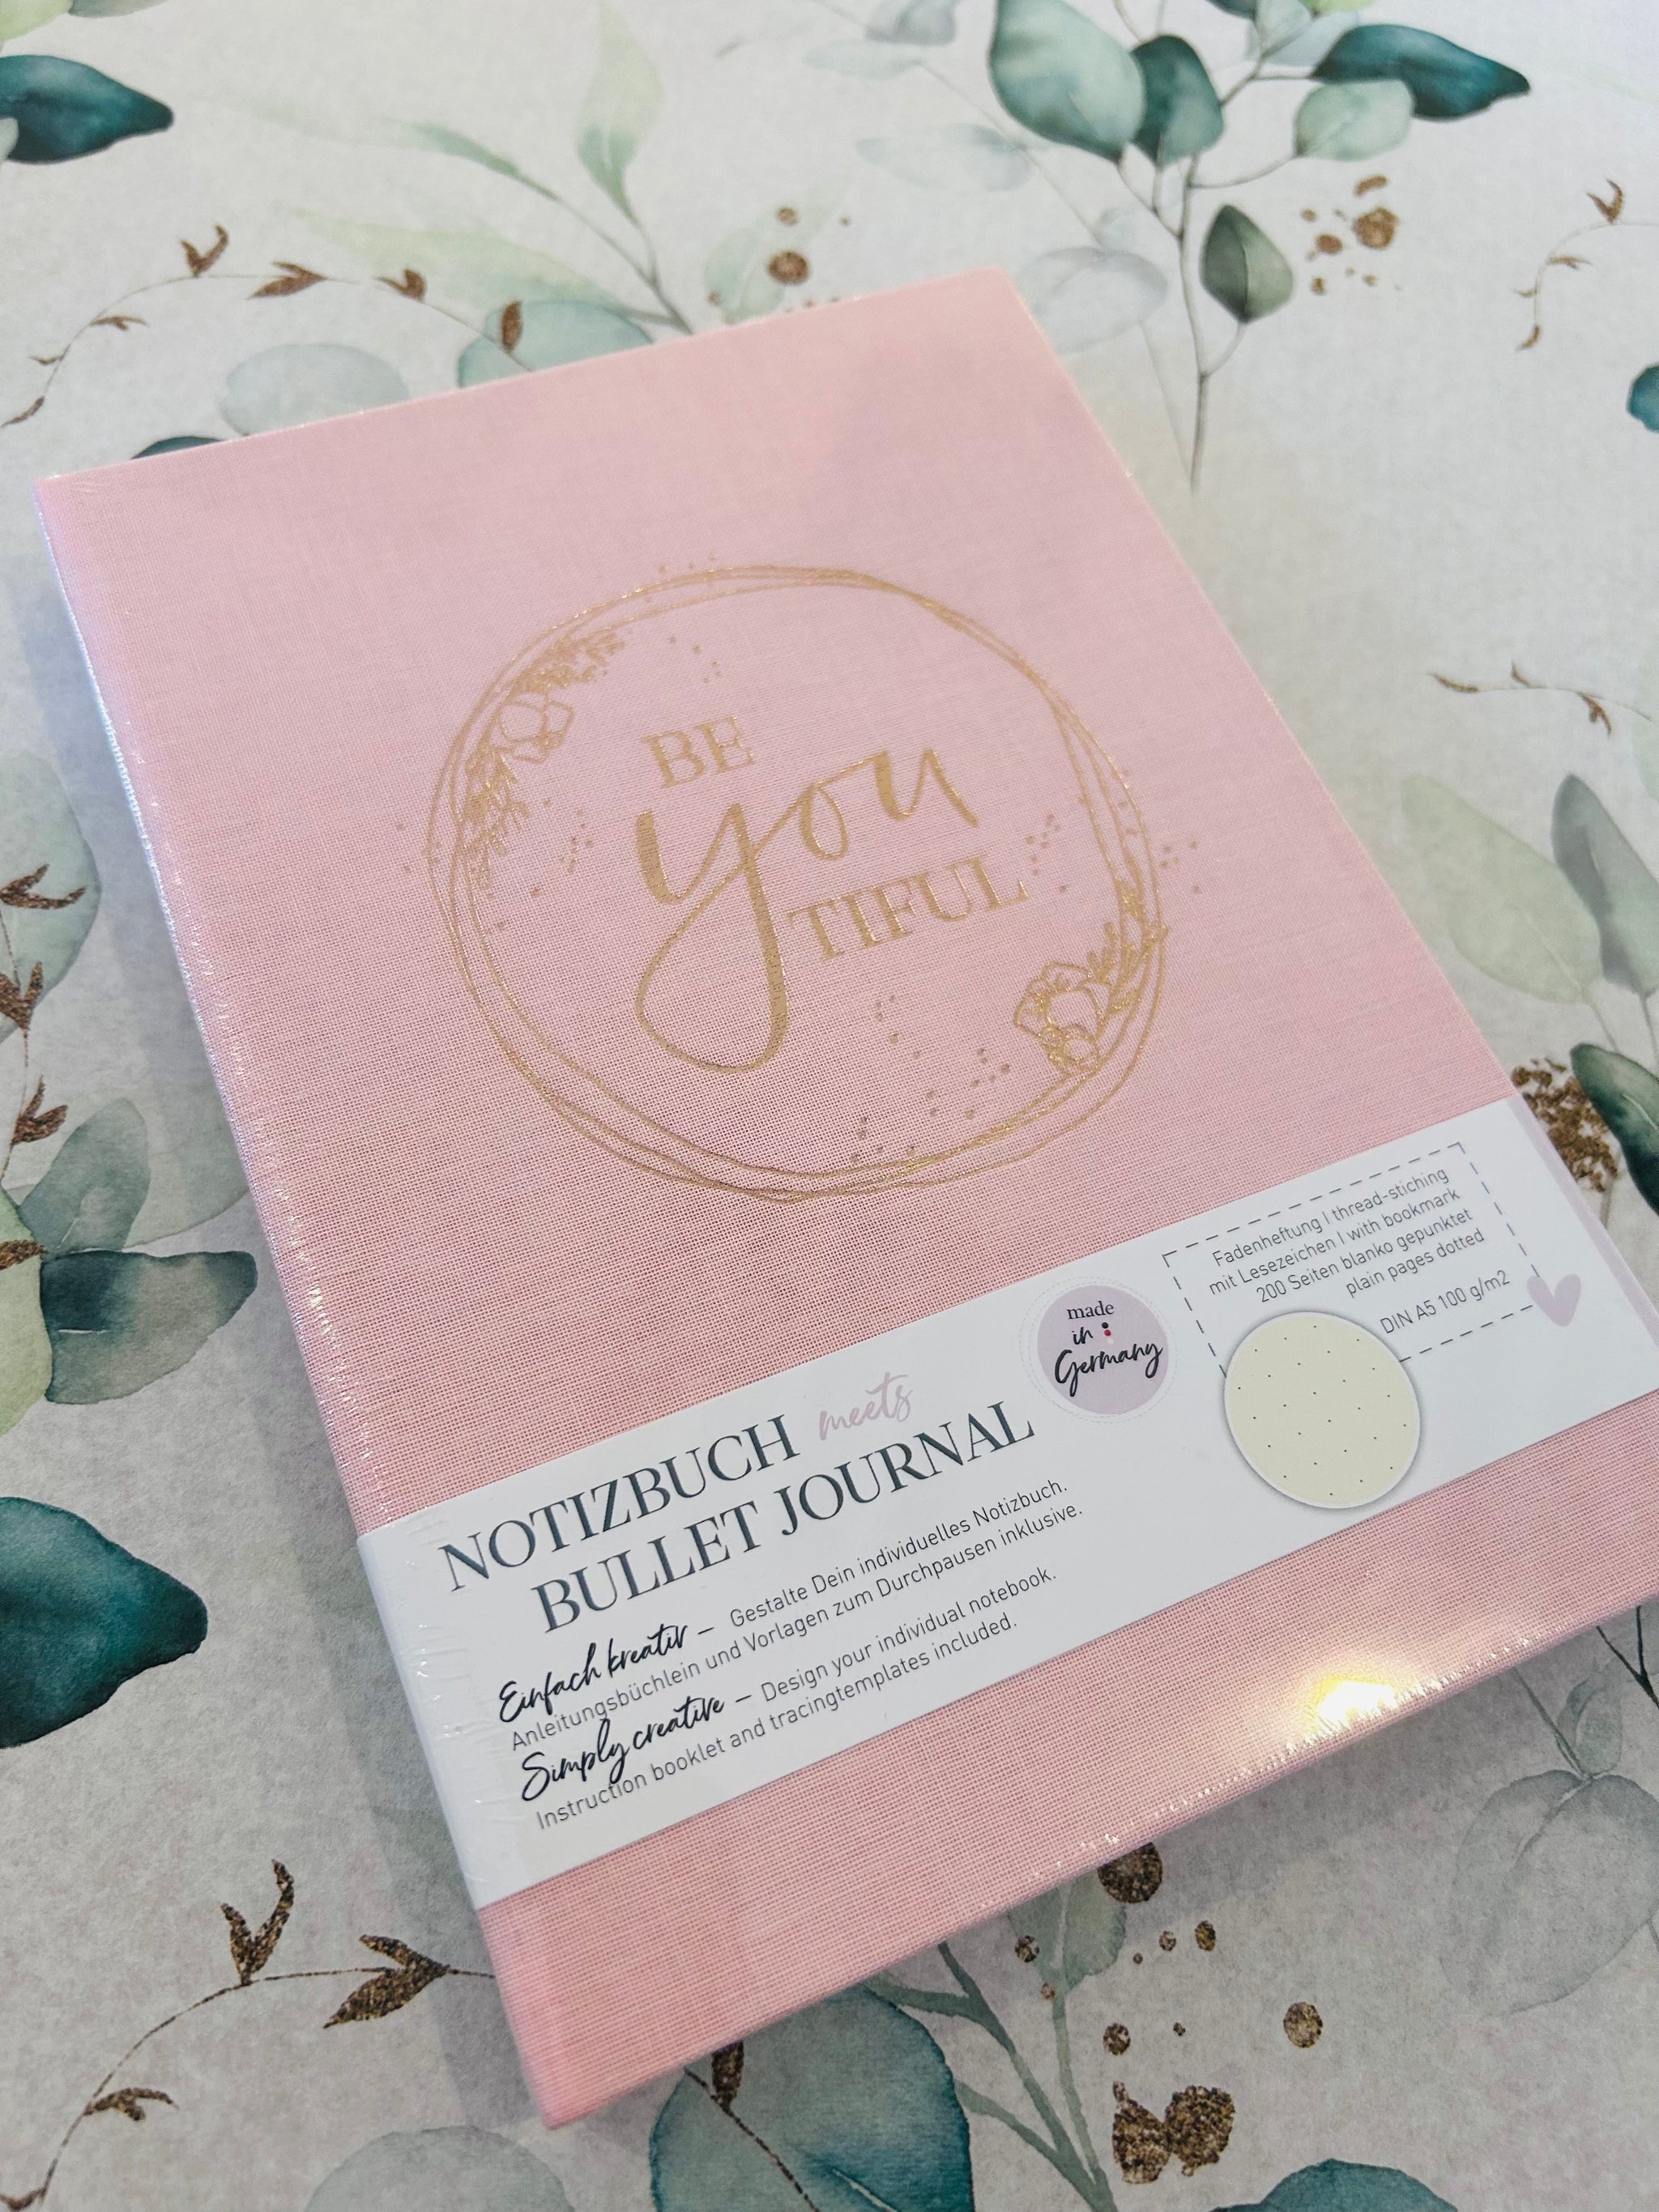 BE
you
TIFUL
Fadenheftung | thread-stiching
mit Lesezeichen | with bookmark
200 Seiten blanko gepunktet
plain pages dotted
DIN A5 100 g/m2
made
in
Germany
NOTIZBUCH meets
BULLET JOURNAL
Einfach kreativ – Gestalte Dein individuelles Notizbuch.
Anleitungsbüchlein und Vorlagen zum Durchpausen inklusive.
Simply creative – Design your individual notebook.
Instruction booklet and tracingtemplates included.